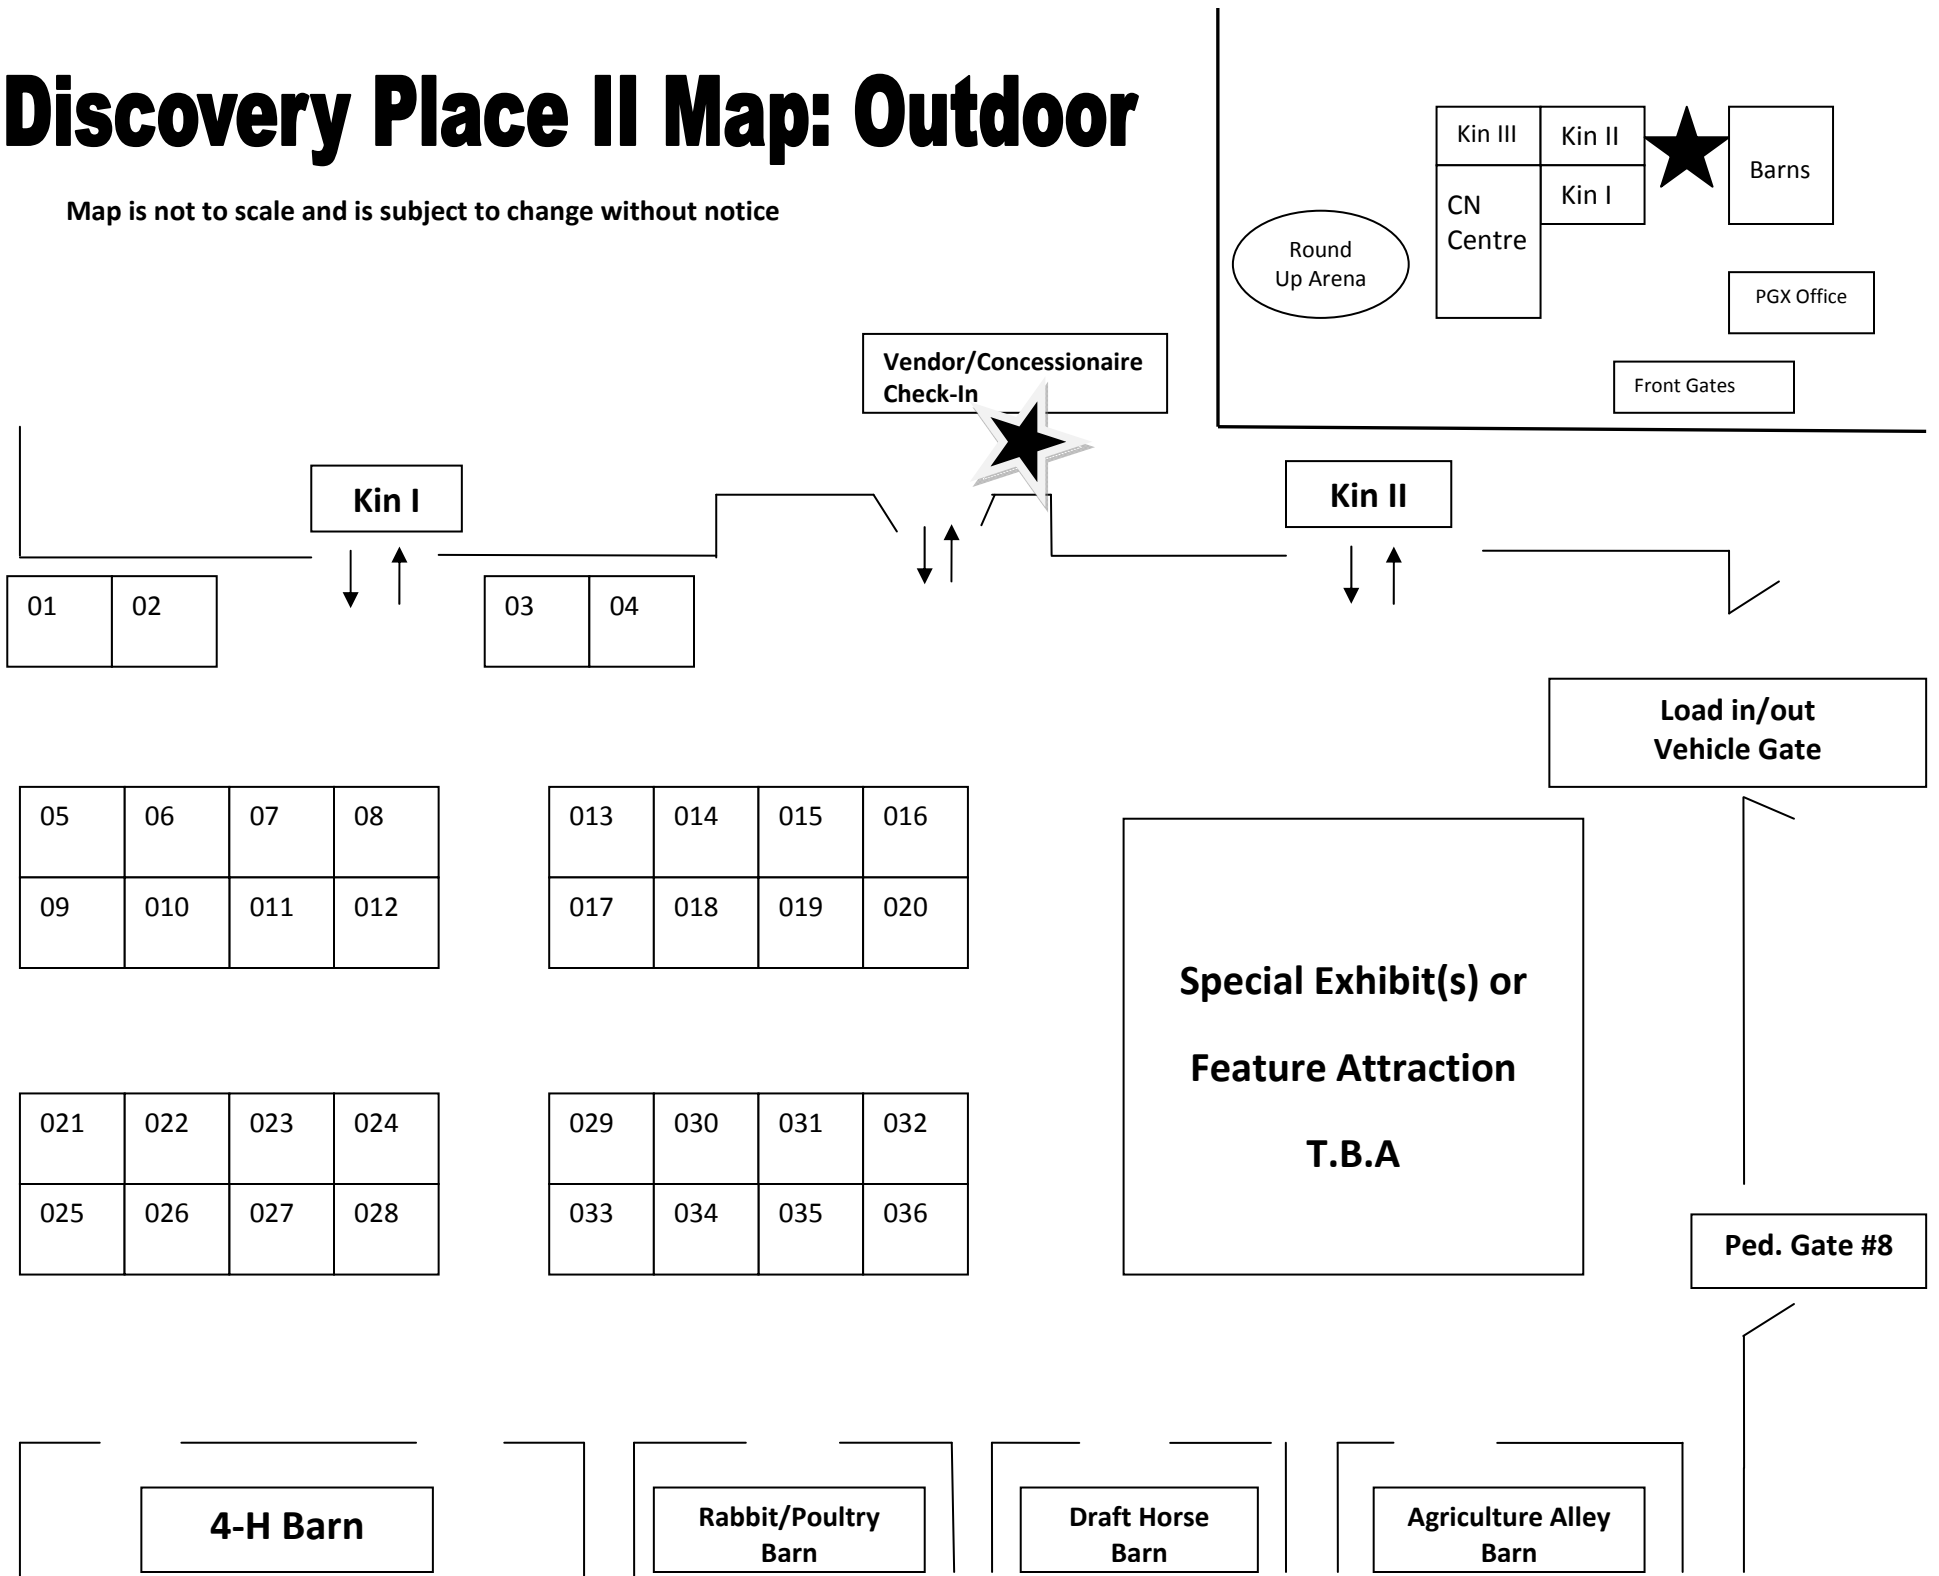 Discovery Place II Map: Outdoor
Map is not to scale and is subject to change without notice
Kin III Kin II
Barns
Kin I
CN
Centre
Round
Up Arena
PGX Office
Front Gates
Vendor/Concessionaire
Check-In
Kin I
Kin II
01 02 03 04
Load in/out
Vehicle Gate
05 06 07 08 013 014 015 016
09 010 011 012 017 018 019 020
Special Exhibit(s) or
Feature Attraction
T.B.A
021 022 023 024 029 030 031 032
025 026 027 028 033 034 035 036
Ped. Gate #8
4-H Barn
Rabbit/Poultry
Barn
Draft Horse
Barn
Agriculture Alley
Barn